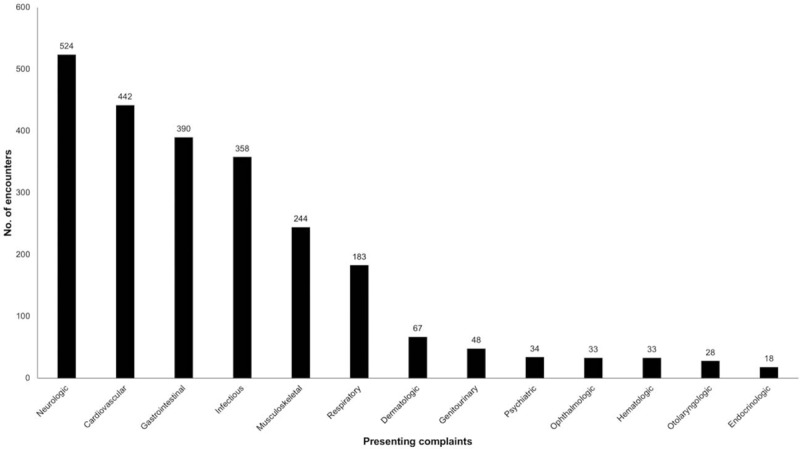 600
500
400
300
200
100
0
No. of encounters
524
442
390
358
244
183
67
48
34
33
33
28
18
Neurologic
Cardiovascular
Gastrointestinal
Infectious
Musculoskeletal
Respiratory
Dermatologic
Genitourinary
Psychiatric
Ophthalmologic
Hematologic
Otolaryngologic
Endocrinologic
Presenting complaints